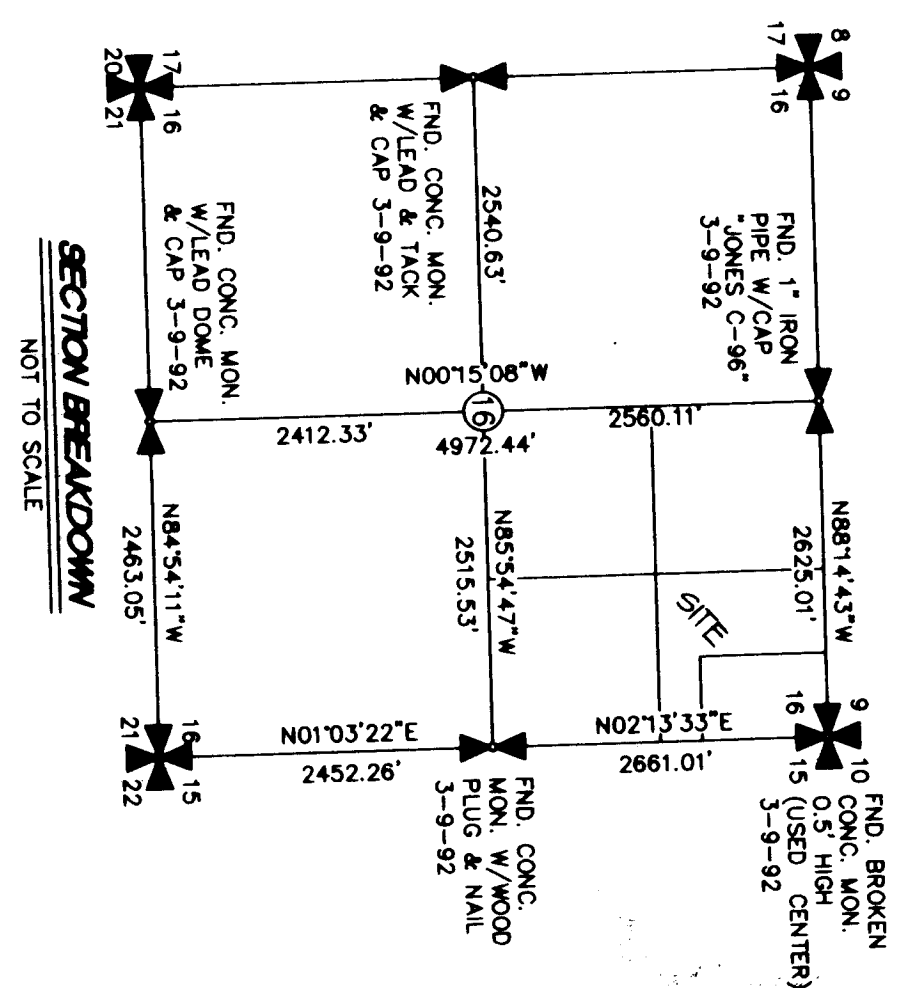 8
17
9
16
17
20
16
21
FND. CONC. MON.
W/LEAD & TACK
& CAP 3-9-92
2540.63'
FND. 1" IRON
PIPE W/CAP
"JONES C-96"
3-9-92
FND. CONC. MON.
W/LEAD DOME
& CAP 3-9-92
N00°15'08"W
16
2412.33'
4972.44'
2560.11'
SECTION BREAKDOWN
NOT TO SCALE
N84°54'11"W
2463.05'
N85°54'47"W
2515.53'
N88°14'43"W
2625.01'
SITE
N01°03'22"E
2452.26'
N02°13'33"E
2661.01'
16
21
15
22
9
16
10
15
FND. CONC.
MON. W/WOOD
PLUG & NAIL
3-9-92
FND. BROKEN
CONC. MON.
0.5' HIGH
(USED CENTER)
3-9-92